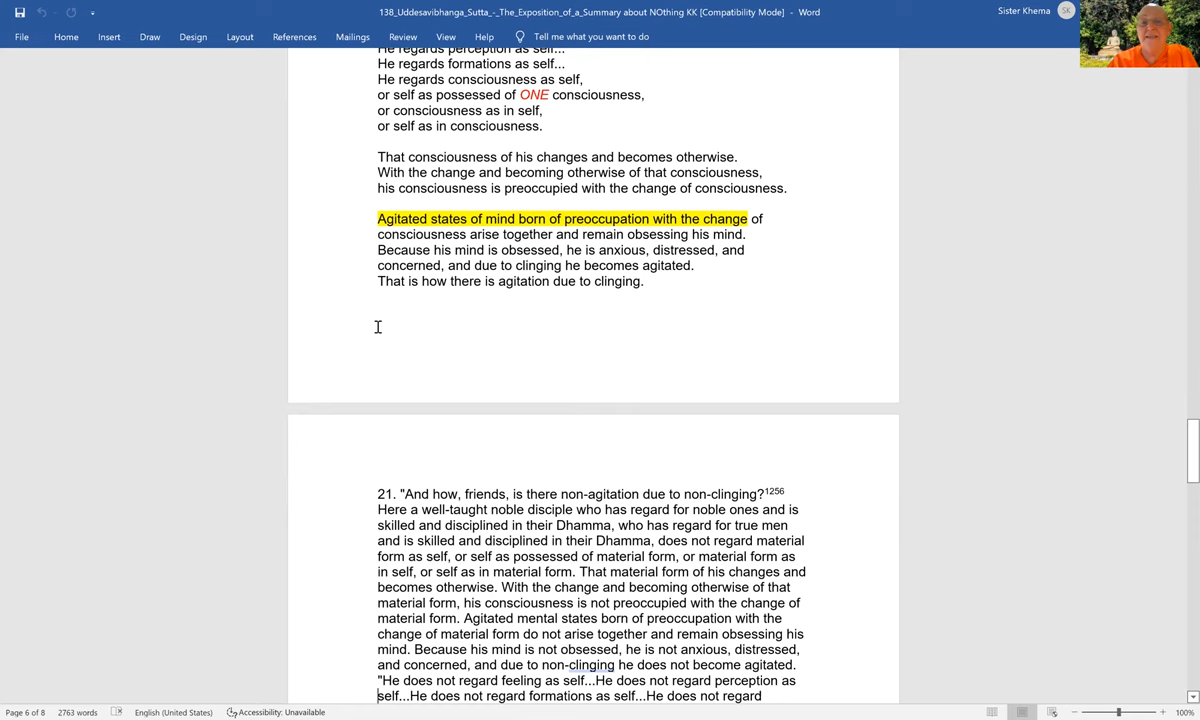 138_Uddesavibhanga_Sutta_-_The_Exposition_of_a_Summary about NOthing KK [Compatibility Mode] - Word
Sister Khema
SK
File Home Insert Draw Design Layout References Mailings Review View Help Tell me what you want to do
He regards perception as self...
He regards formations as self...
He regards consciousness as self,
or self as possessed of ONE consciousness,
or consciousness as in self,
or self as in consciousness.
That consciousness of his changes and becomes otherwise.
With the change and becoming otherwise of that consciousness,
his consciousness is preoccupied with the change of consciousness.
Agitated states of mind born of preoccupation with the change of
consciousness arise together and remain obsessing his mind.
Because his mind is obsessed, he is anxious, distressed, and
concerned, and due to clinging he becomes agitated.
That is how there is agitation due to clinging.
21. "And how, friends, is there non-agitation due to non-clinging?1256
Here a well-taught noble disciple who has regard for noble ones and is
skilled and disciplined in their Dhamma, who has regard for true men
and is skilled and disciplined in their Dhamma, does not regard material
form as self, or self as possessed of material form, or material form as
in self, or self as in material form. That material form of his changes and
becomes otherwise. With the change and becoming otherwise of that
material form, his consciousness is not preoccupied with the change of
material form. Agitated mental states born of preoccupation with the
change of material form do not arise together and remain obsessing his
mind. Because his mind is not obsessed, he is not anxious, distressed,
and concerned, and due to non-clinging he does not become agitated.
"He does not regard feeling as self...He does not regard perception as
self...He does not regard formations as self...He does not regard
Page 6 of 8 2763 words English (United States) Accessibility: Unavailable 100%